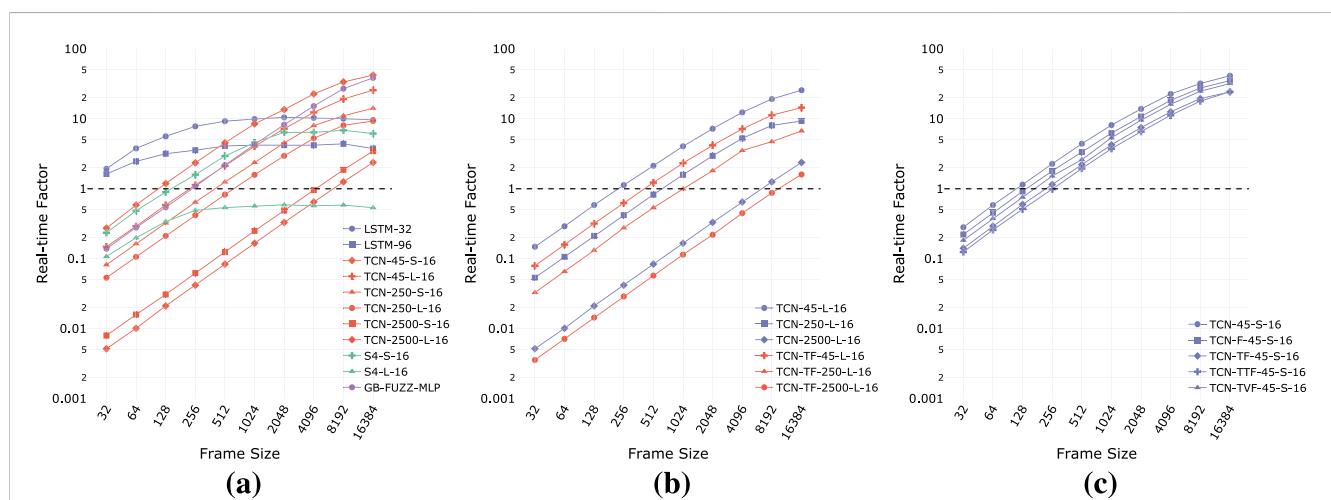 Real-time Factor
100
5
2
10
5
2
1
5
2
0.1
5
2
0.01
5
2
0.001
32
64
128
256
512
1024
2048
4096
8192
16384
Frame Size
LSTM-32
LSTM-96
TCN-45-S-16
TCN-45-L-16
TCN-250-S-16
TCN-250-L-16
TCN-2500-S-16
TCN-2500-L-16
S4-S-16
S4-L-16
GB-FUZZ-MLP
(a)
Real-time Factor
100
5
2
10
5
2
1
5
2
0.1
5
2
0.01
5
2
0.001
32
64
128
256
512
1024
2048
4096
8192
16384
Frame Size
TCN-45-L-16
TCN-250-L-16
TCN-2500-L-16
TCN-TF-45-L-16
TCN-TF-250-L-16
TCN-TF-2500-L-16
(b)
Real-time Factor
100
5
2
10
5
2
1
5
2
0.1
5
2
0.01
5
2
0.001
32
64
128
256
512
1024
2048
4096
8192
16384
Frame Size
TCN-45-S-16
TCN-F-45-S-16
TCN-TF-45-S-16
TCN-TTF-45-S-16
TCN-TVF-45-S-16
(c)